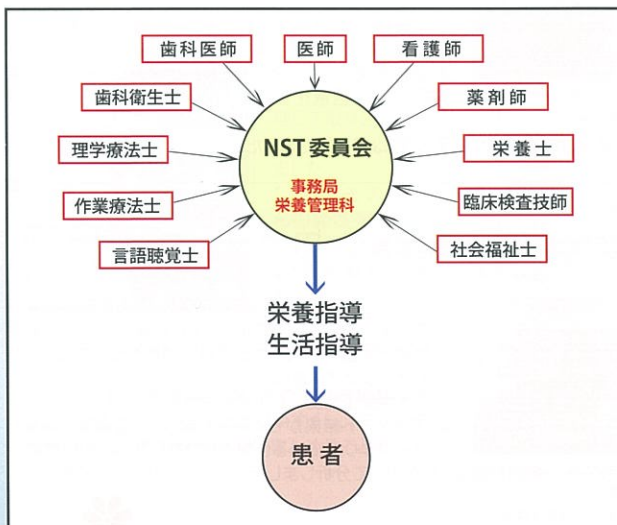 歯科医師
医師
看護師
歯科衛生士
薬剤師
理学療法士
栄養士
作業療法士
臨床検査技師
言語聴覚士
社会福祉士
NST委員会
事務局
栄養管理科
栄養指導
生活指導
患者